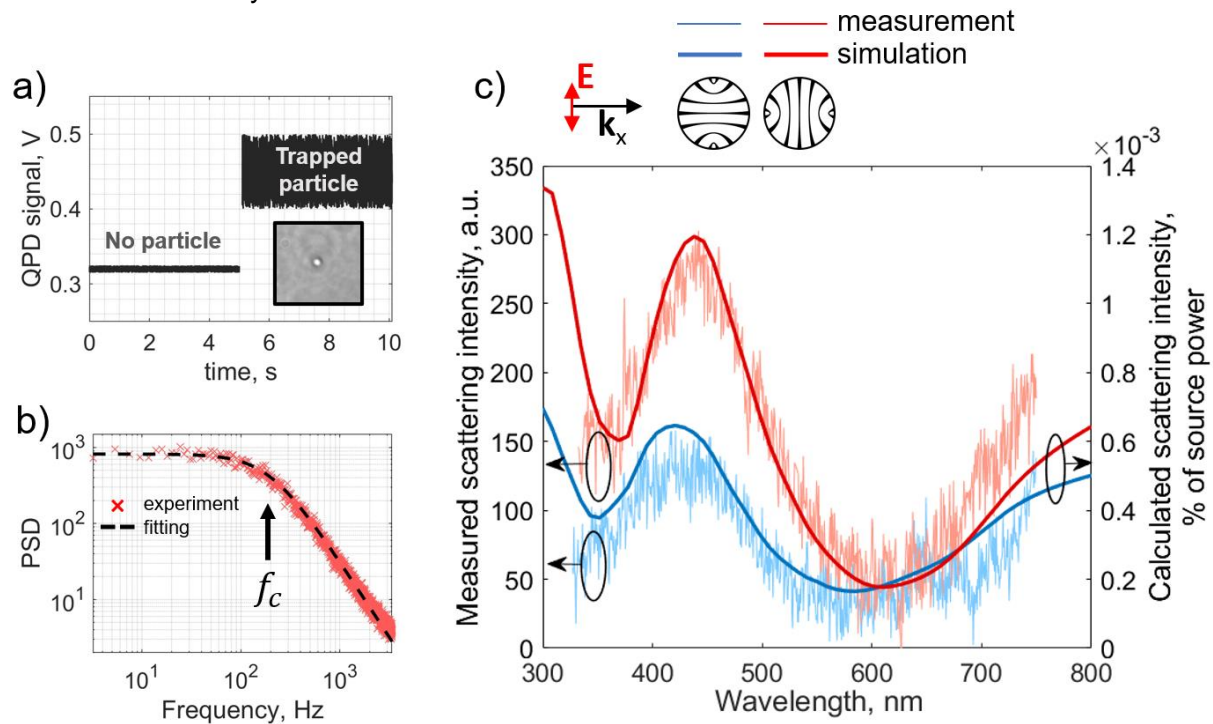 y
measurement
simulation
a)
QPD signal, V
0.5
0.4
0.3
Trapped
particle
No particle
0 2 4 6 8 10
time, s
b)
PSD
10³
10²
10¹
experiment
fitting
f_c
10¹ 10² 10³
Frequency, Hz
c)
E
kₓ
×10⁻³
Measured scattering intensity, a.u.
350
300
250
200
150
100
50
0
1.4
1.2
1
0.8
0.6
0.4
0.2
0
Calculated scattering intensity,
% of source power
300 400 500 600 700 800
Wavelength, nm